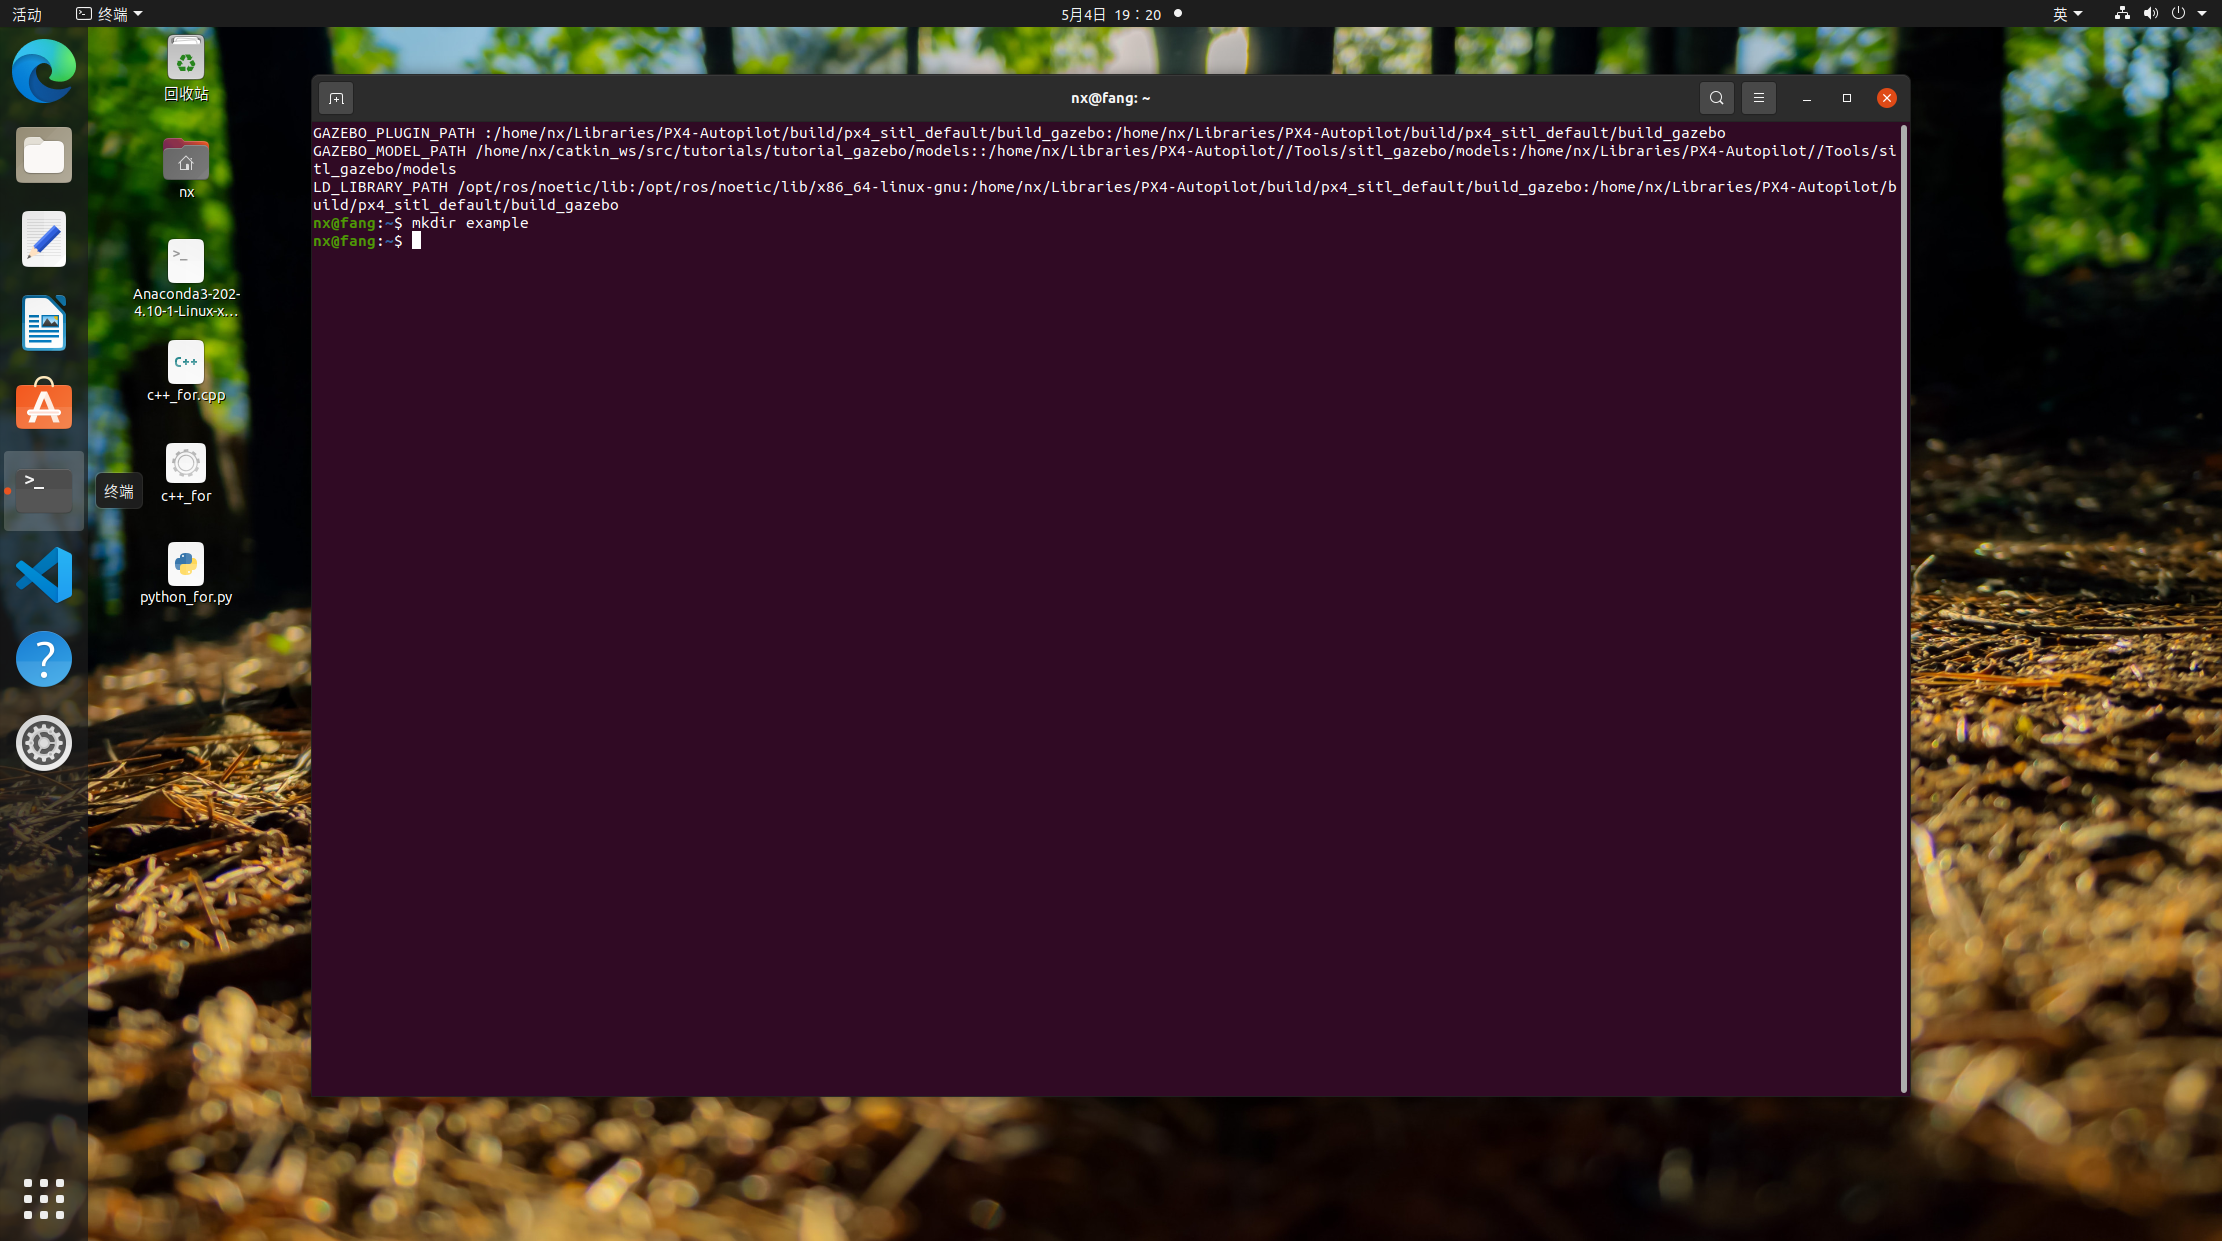 活动
终端
5月4日 19：20
英
回收站
nx
Anaconda3-202-
4.10-1-Linux-x...
C++
c++_for.cpp
c++_for
python_for.py
终端
nx@fang: ~
GAZEBO_PLUGIN_PATH :/home/nx/Libraries/PX4-Autopilot/build/px4_sitl_default/build_gazebo:/home/nx/Libraries/PX4-Autopilot/build/px4_sitl_default/build_gazebo
GAZEBO_MODEL_PATH /home/nx/catkin_ws/src/tutorials/tutorial_gazebo/models::/home/nx/Libraries/PX4-Autopilot//Tools/sitl_gazebo/models:/home/nx/Libraries/PX4-Autopilot//Tools/si
tl_gazebo/models
LD_LIBRARY_PATH /opt/ros/noetic/lib:/opt/ros/noetic/lib/x86_64-linux-gnu:/home/nx/Libraries/PX4-Autopilot/build/px4_sitl_default/build_gazebo:/home/nx/Libraries/PX4-Autopilot/b
uild/px4_sitl_default/build_gazebo
nx@fang:~$ mkdir example
nx@fang:~$